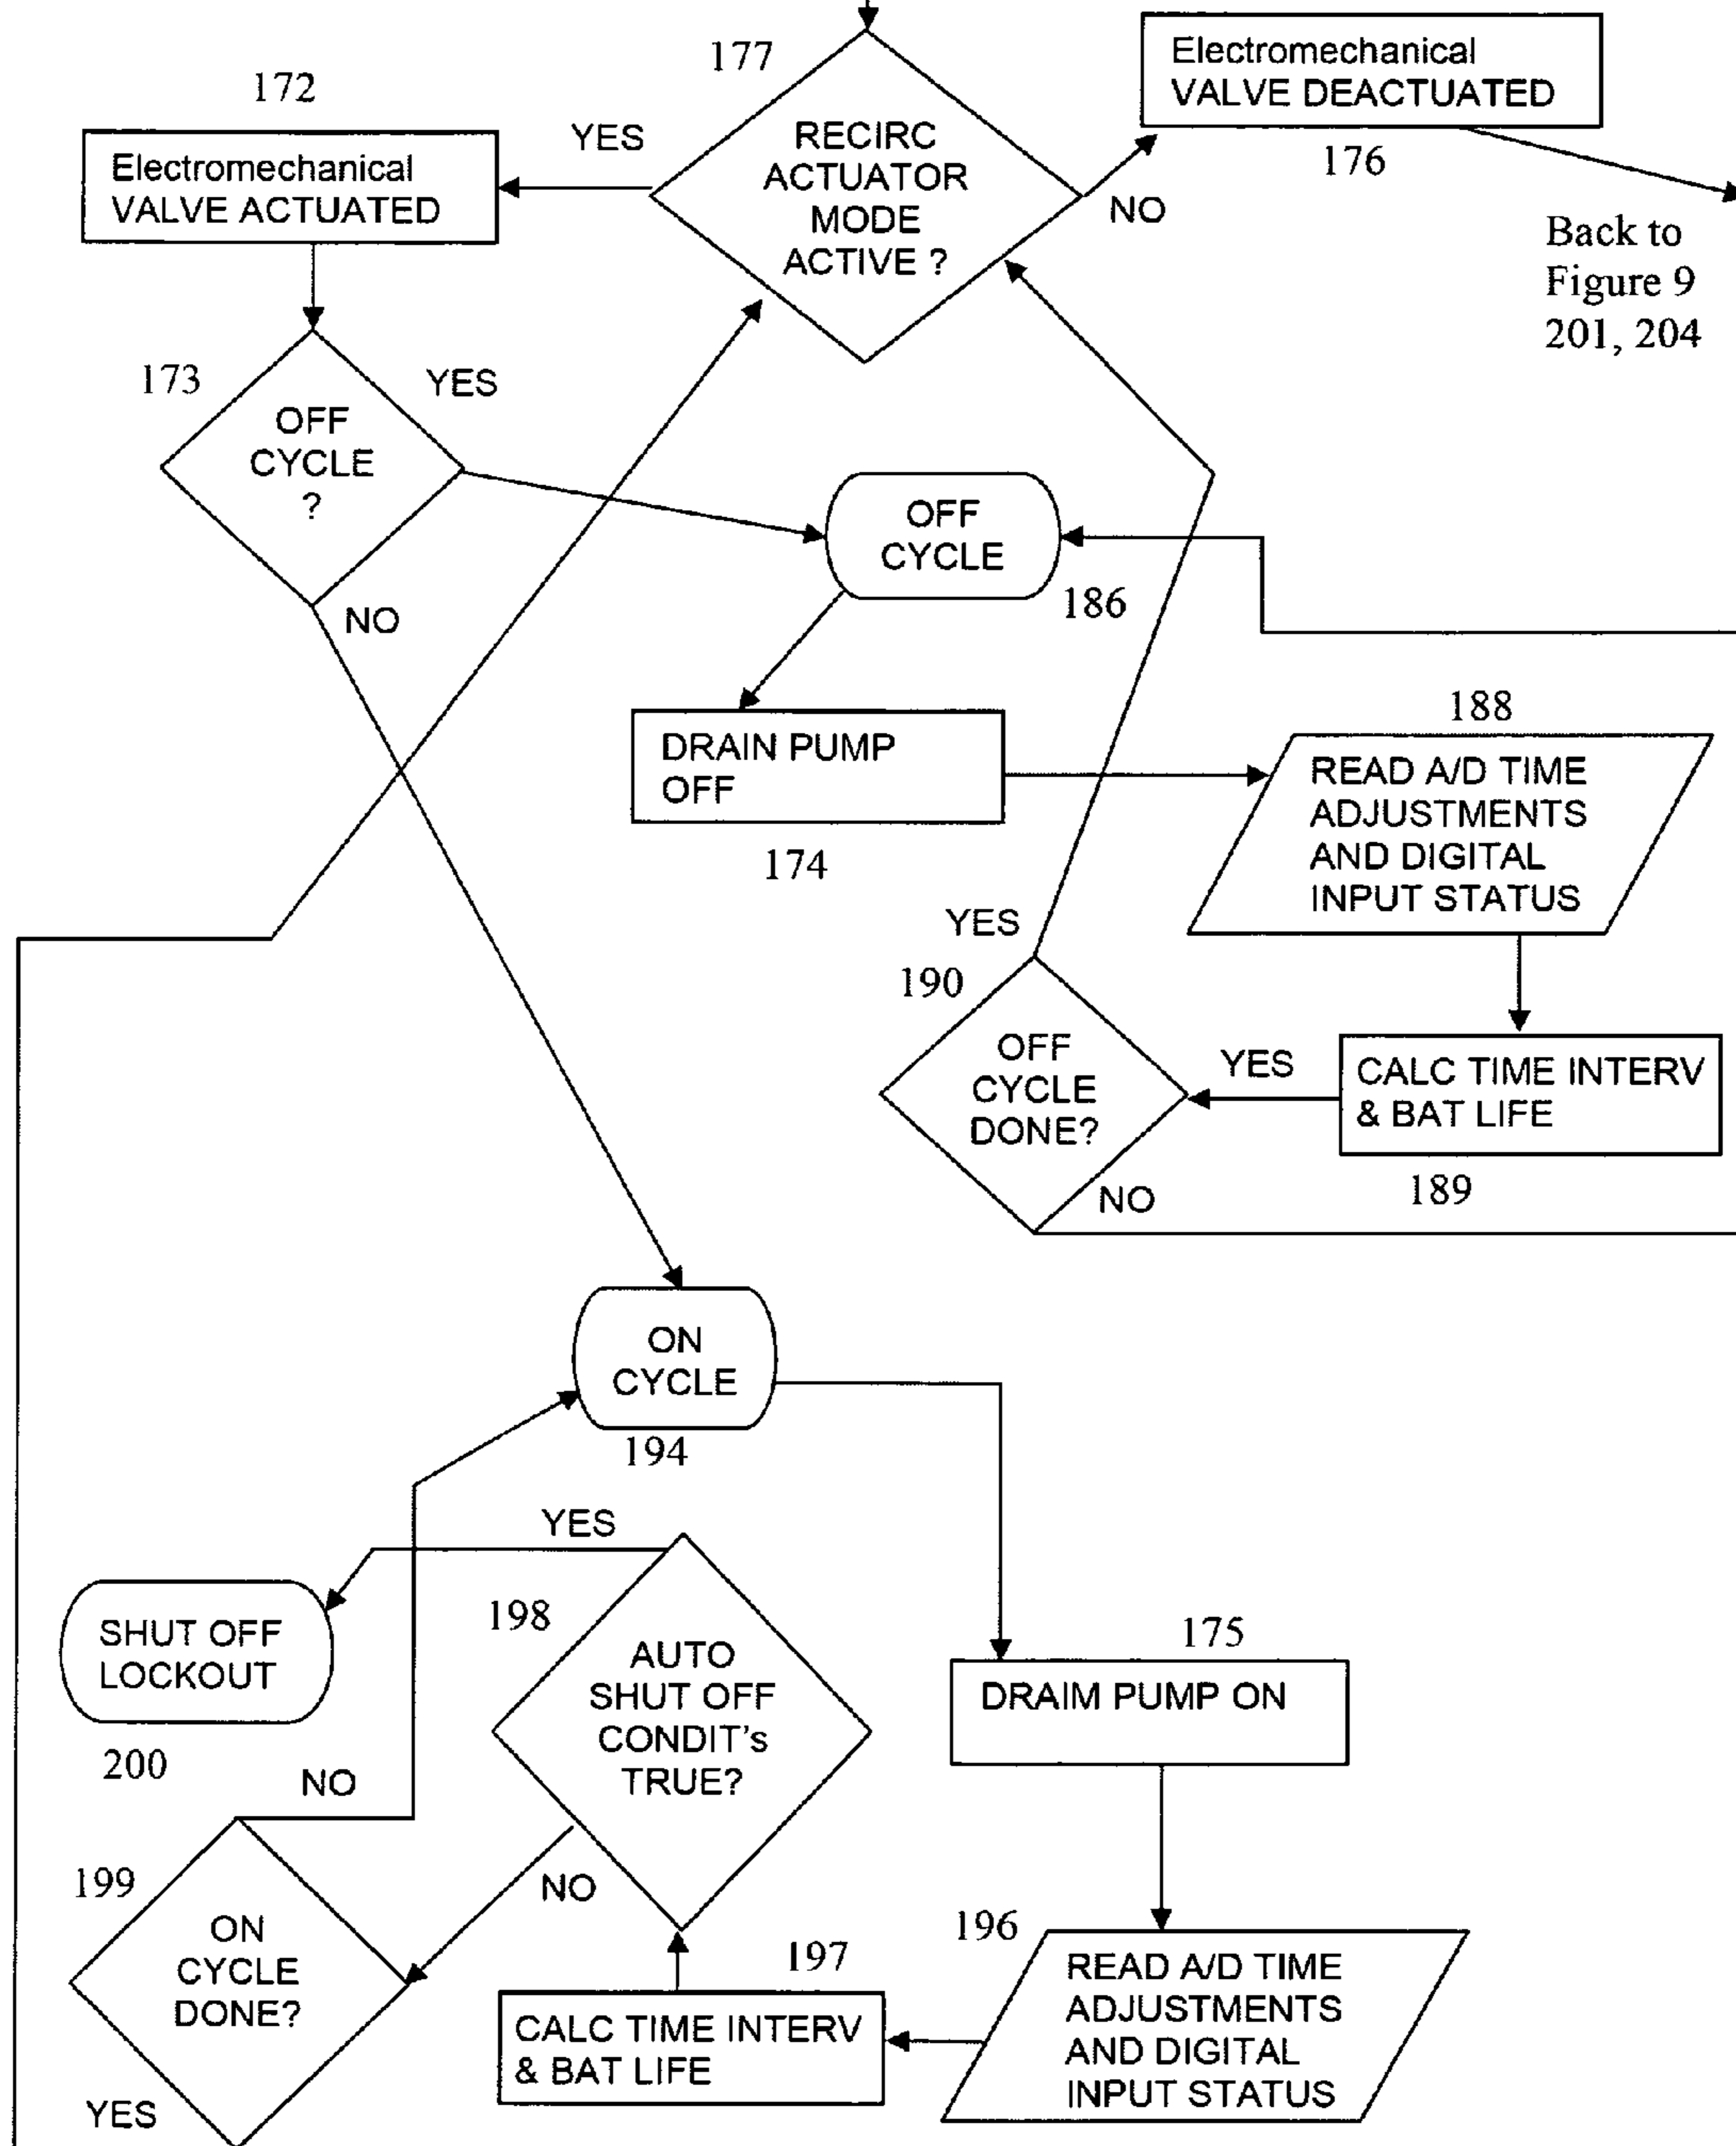 177
Electromechanical
VALVE DEACTUATED
176
172
Electromechanical
VALVE ACTUATED
YES
RECIRC
ACTUATOR
MODE
ACTIVE ?
NO
Back to
Figure 9
201, 204
173
YES
OFF
CYCLE
?
NO
OFF
CYCLE
186
DRAIN PUMP
OFF
174
188
READ A/D TIME
ADJUSTMENTS
AND DIGITAL
INPUT STATUS
YES
190
OFF
CYCLE
DONE?
YES
CALC TIME INTERV
& BAT LIFE
189
NO
ON
CYCLE
194
YES
SHUT OFF
LOCKOUT
200
198
AUTO
SHUT OFF
CONDIT's
TRUE?
175
DRAIM PUMP ON
NO
199
ON
CYCLE
DONE?
NO
197
CALC TIME INTERV
& BAT LIFE
196
READ A/D TIME
ADJUSTMENTS
AND DIGITAL
INPUT STATUS
YES